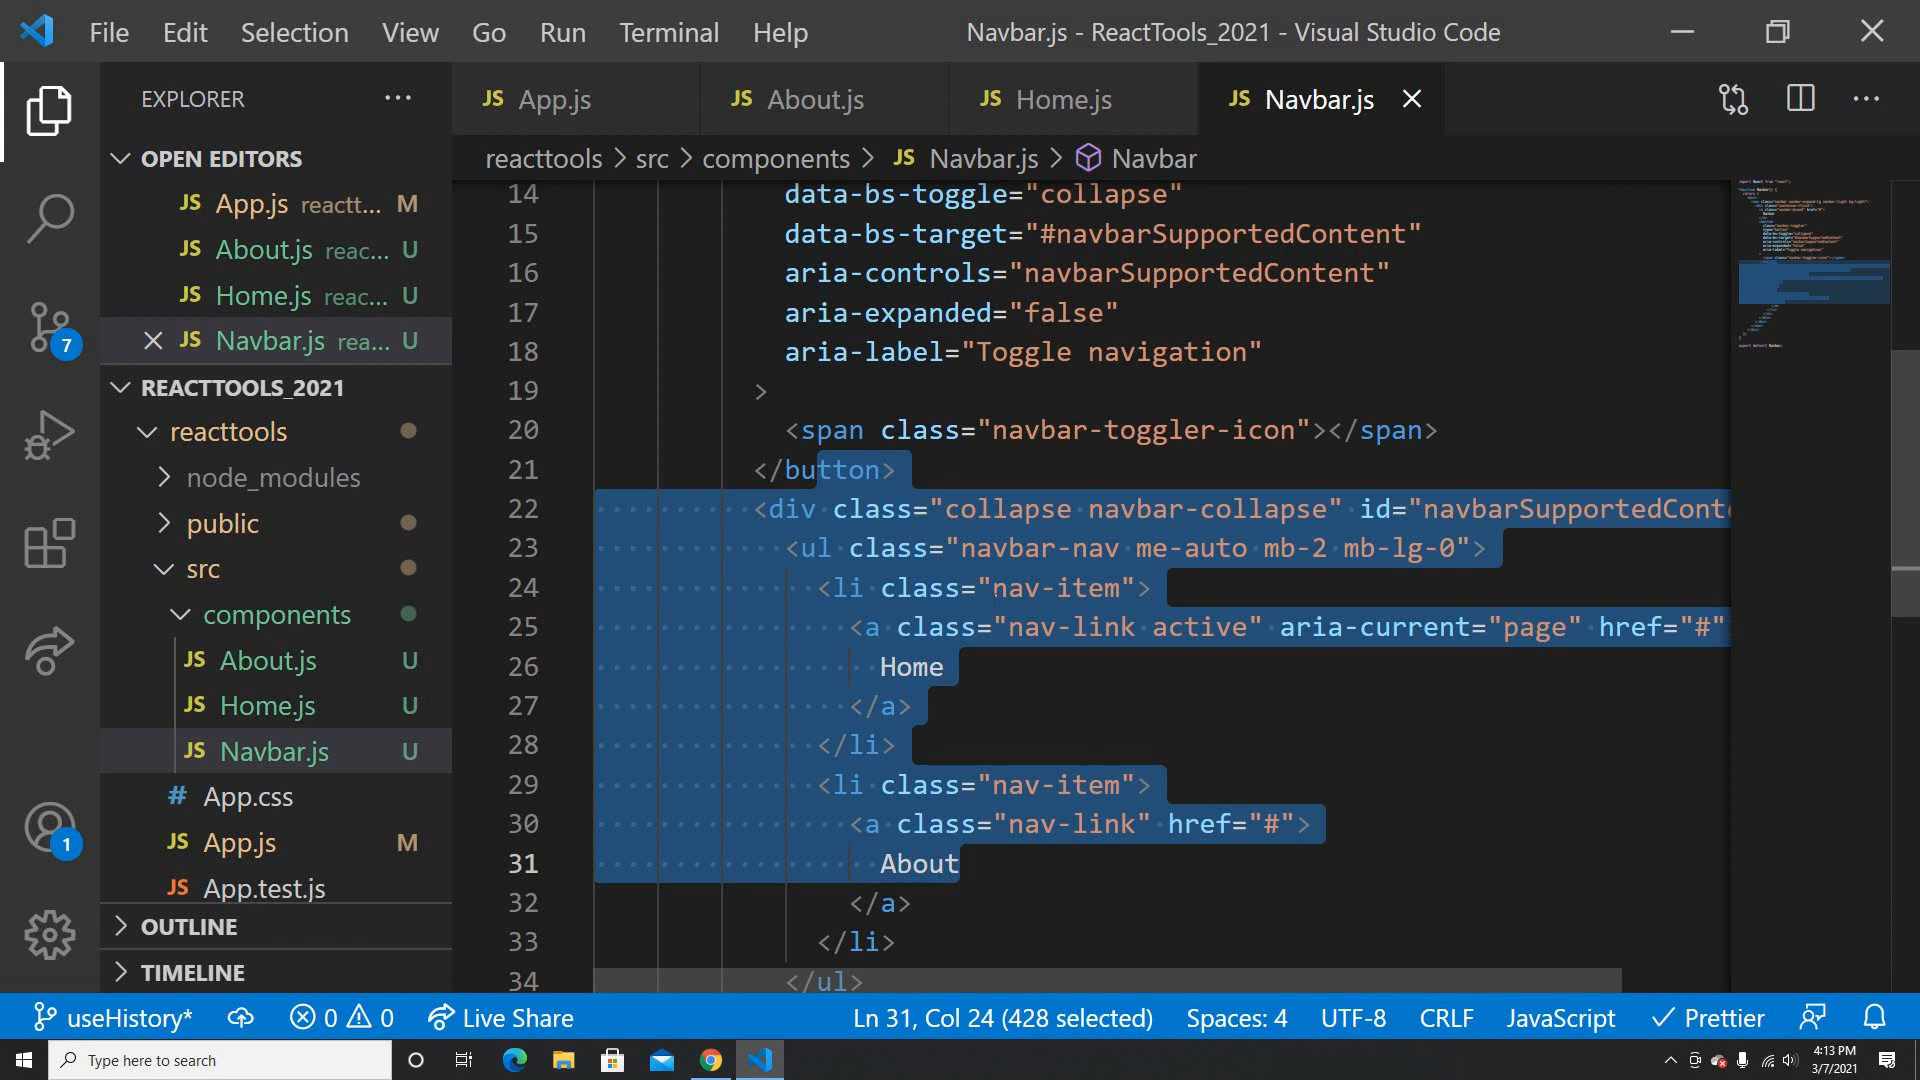 File Edit Selection View Go Run Terminal Help Navbar.js - ReactTools_2021 - Visual Studio Code
EXPLORER ···
JS App.js JS About.js JS Home.js JS Navbar.js
OPEN EDITORS
JS App.js reactt... M
JS About.js reac... U
JS Home.js reac... U
JS Navbar.js rea... U
REACTTOOLS_2021
reacttools
node_modules
public
src
components
JS About.js U
JS Home.js U
JS Navbar.js U
# App.css
JS App.js M
JS App.test.js
OUTLINE
TIMELINE
7
1
reacttools > src > components > JS Navbar.js > Navbar
14 data-bs-toggle="collapse"
15 data-bs-target="#navbarSupportedContent"
16 aria-controls="navbarSupportedContent"
17 aria-expanded="false"
18 aria-label="Toggle navigation"
19 >
20 <span class="navbar-toggler-icon"></span>
21 </button>
22 <div class="collapse navbar-collapse" id="navbarSupportedConte
23 <ul class="navbar-nav me-auto mb-2 mb-lg-0">
24 <li class="nav-item">
25 <a class="nav-link active" aria-current="page" href="#"
26 Home
27 </a>
28 </li>
29 <li class="nav-item">
30 <a class="nav-link" href="#">
31 About
32 </a>
33 </li>
34 </ul>
useHistory* 0 0 Live Share Ln 31, Col 24 (428 selected) Spaces: 4 UTF-8 CRLF JavaScript Prettier
Type here to search
4:13 PM
3/7/2021